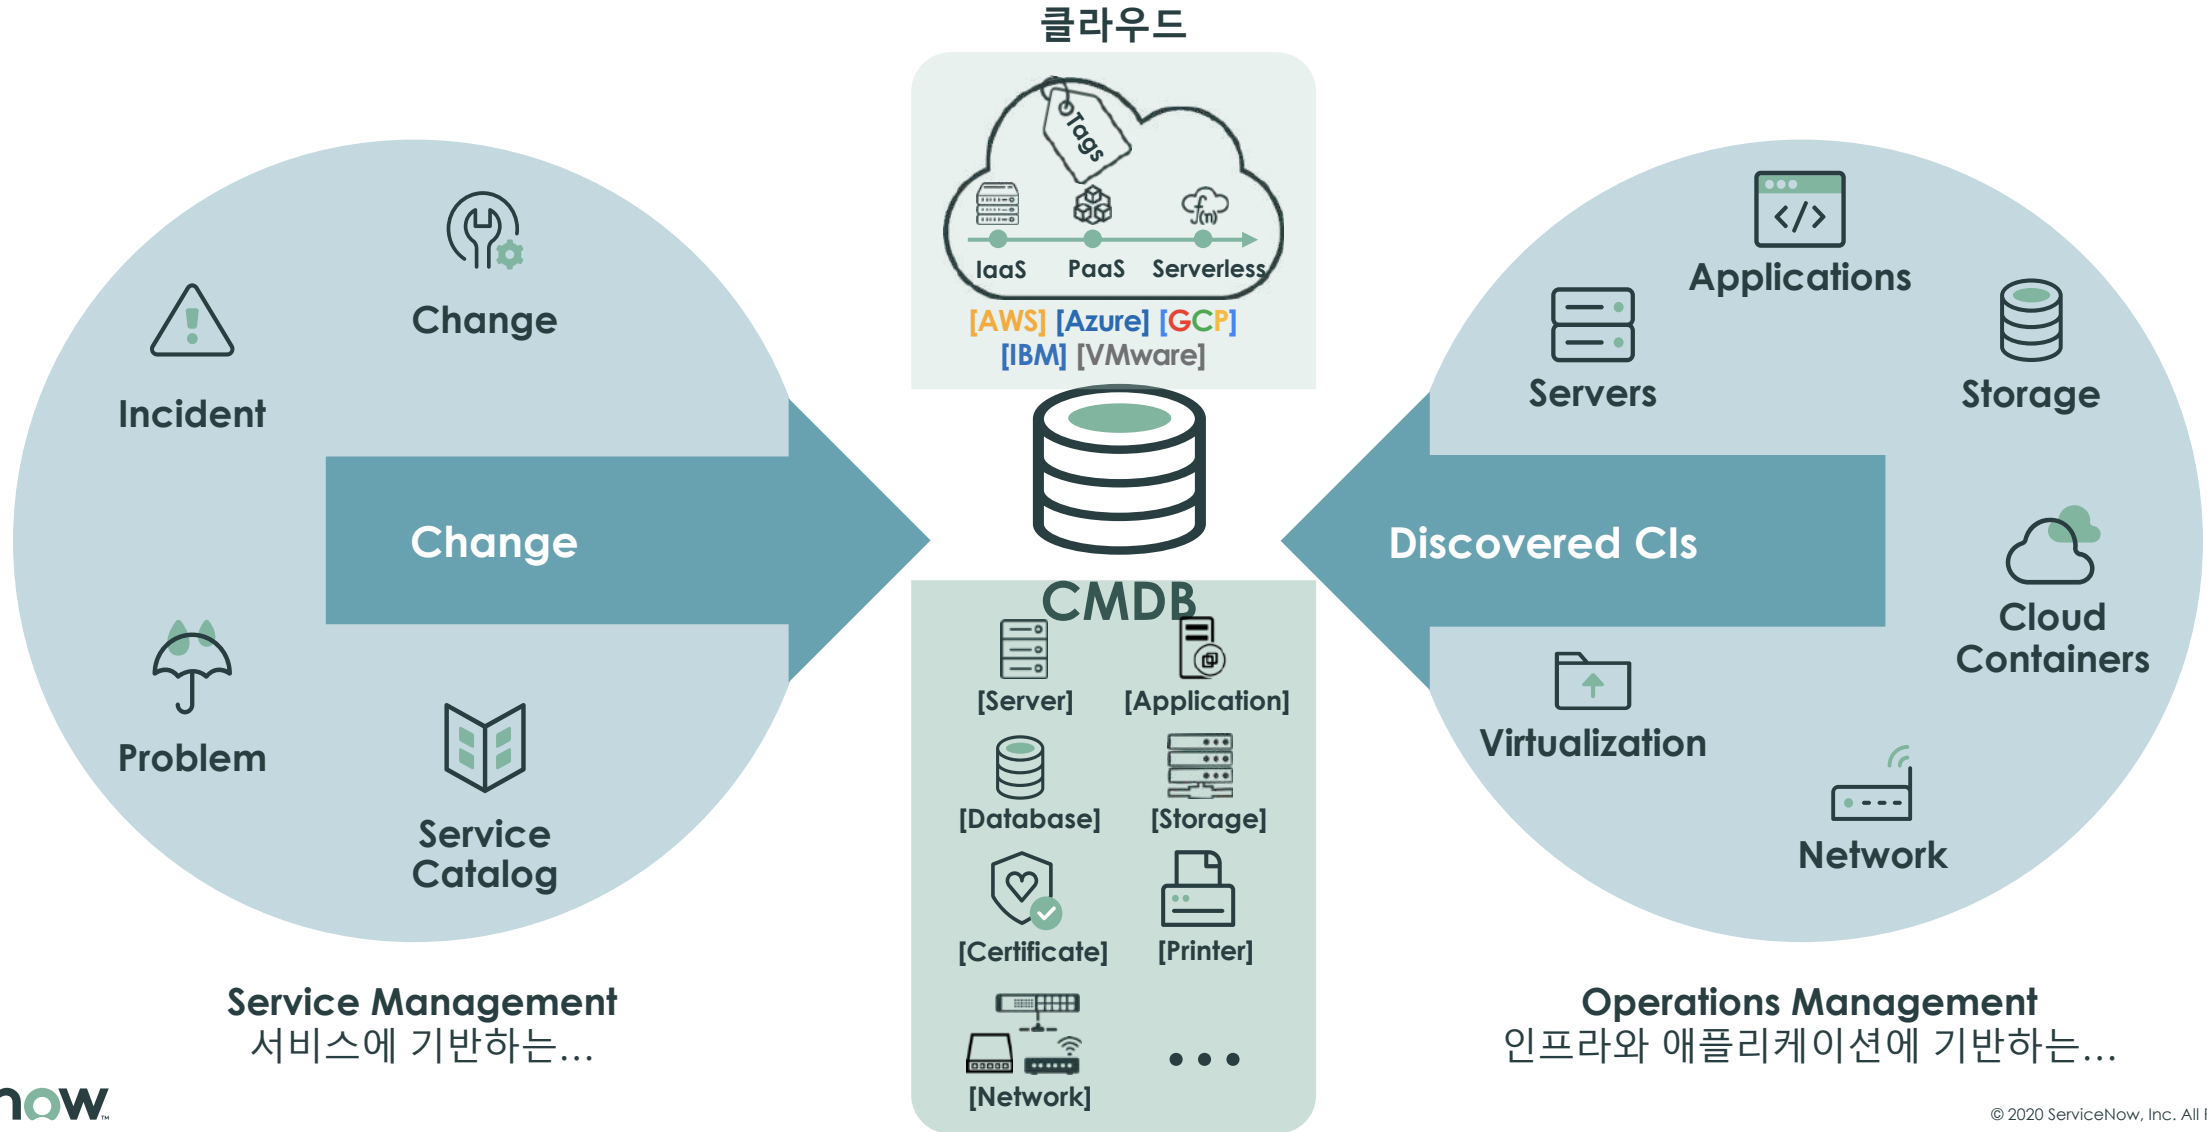 클라우드
Tags
IaaS PaaS Serverless
[AWS] [Azure] [GCP]
[IBM] [VMware]
Change
Incident
Change
Problem
Service
Catalog
Service Management
서비스에 기반하는...
CMDB
[Server] [Application]
[Database] [Storage]
[Certificate] [Printer]
[Network]
Applications
Servers
Storage
Discovered CIs
Cloud
Containers
Virtualization
Network
Operations Management
인프라와 애플리케이션에 기반하는...
now
© 2020 ServiceNow, Inc. All